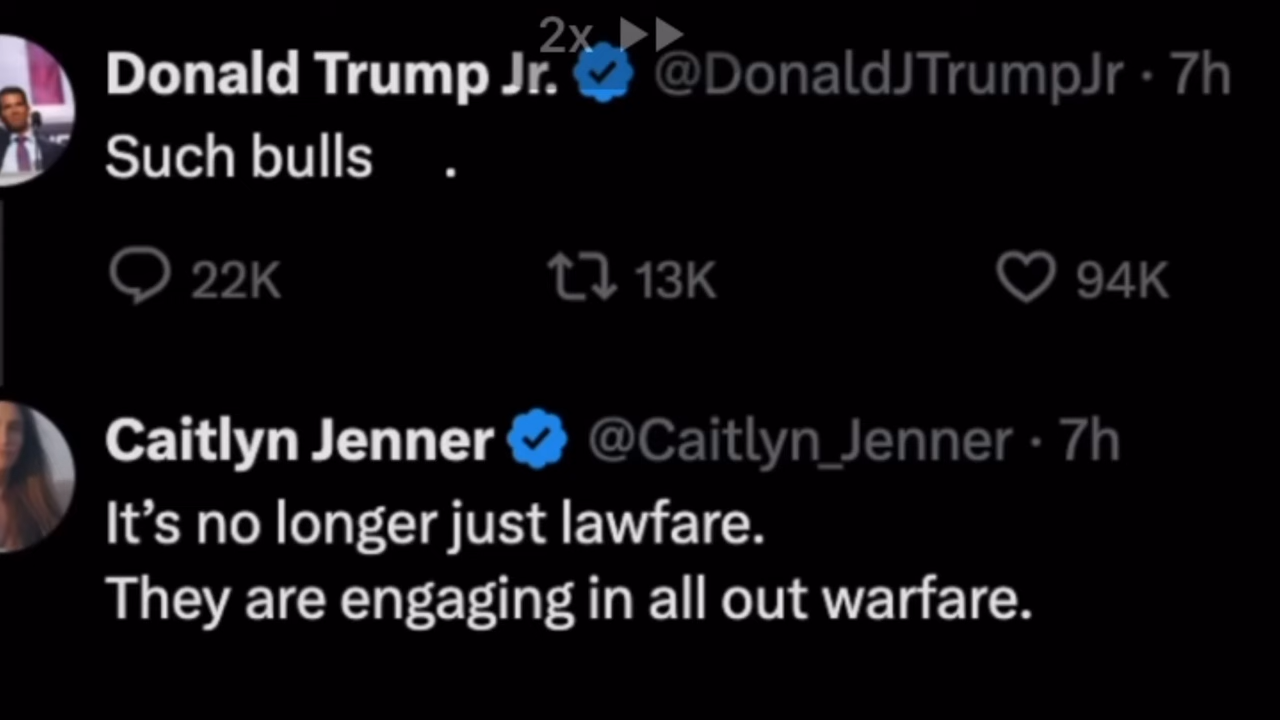 2x
Donald Trump Jr. @DonaldJTrumpJr · 7h
Such bulls .
22K 13K 94K
Caitlyn Jenner @Caitlyn_Jenner · 7h
It’s no longer just lawfare.
They are engaging in all out warfare.